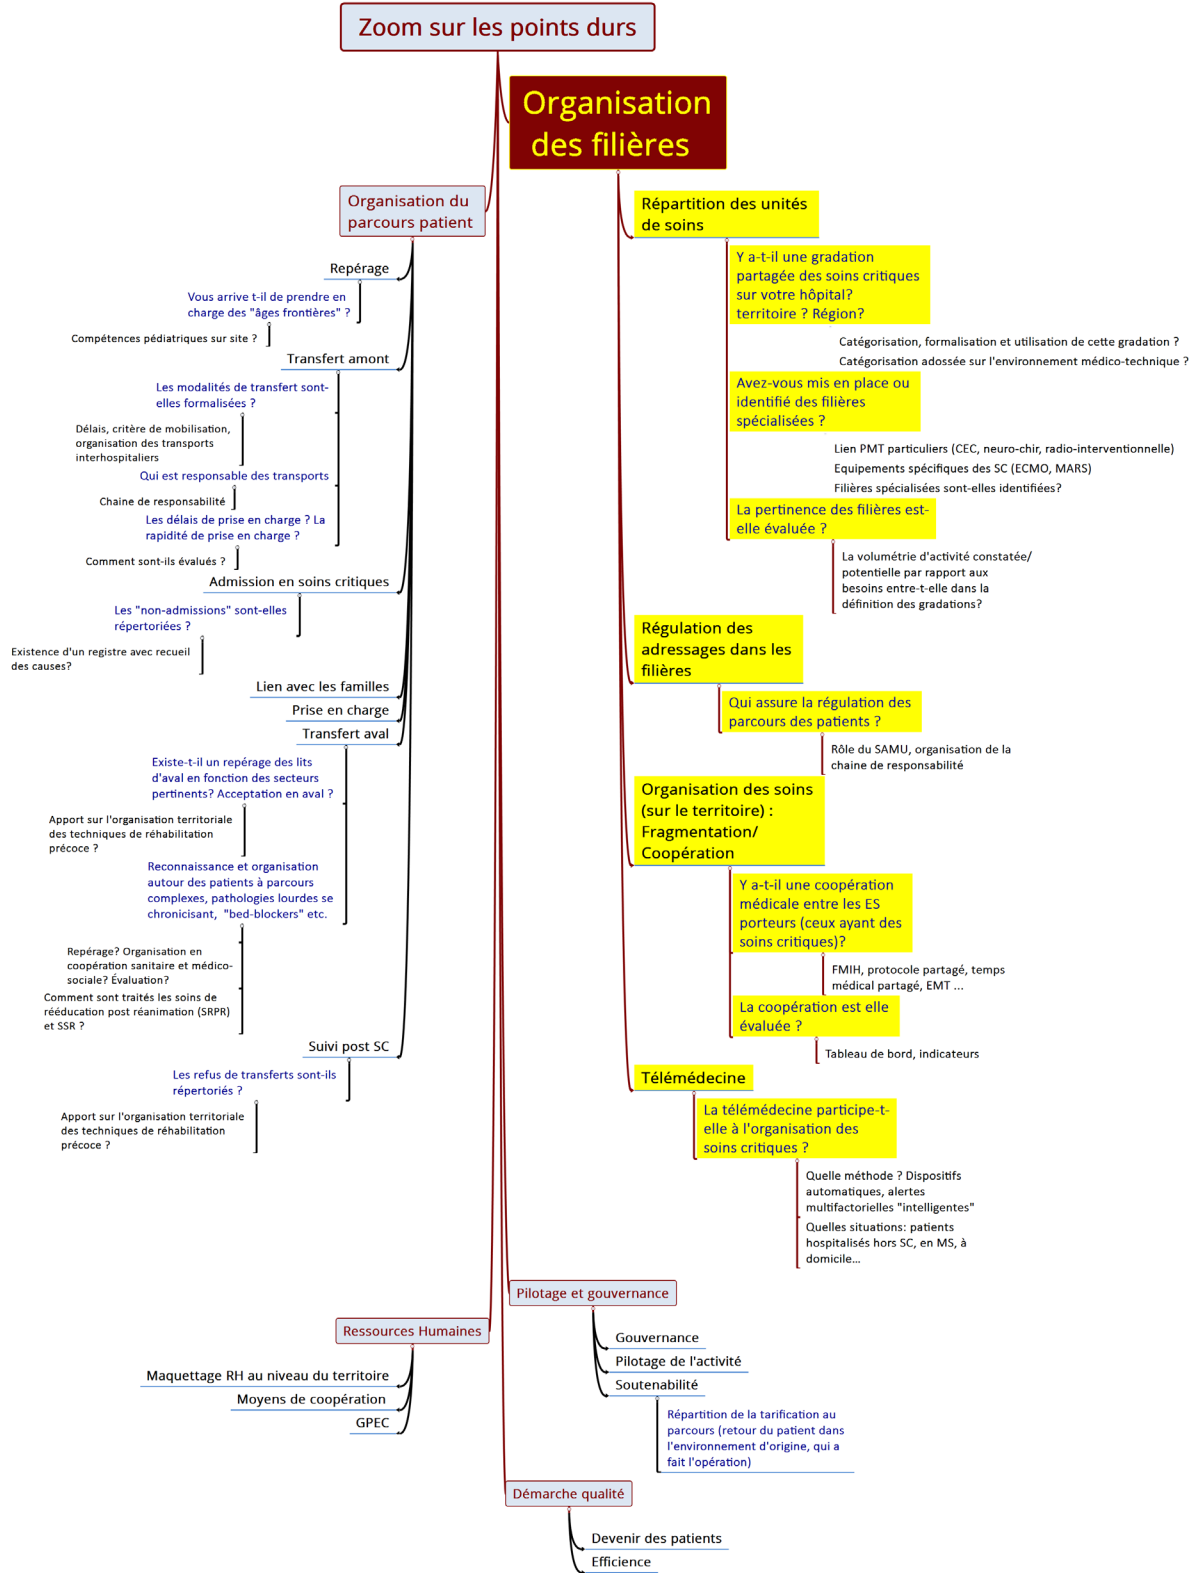 Zoom sur les points durs
Organisation
des filières
Répartition des unités
de soins
Y a-t-il une gradation
partagée des soins critiques
sur votre hôpital?
territoire ? Région?
Catégorisation, formalisation et utilisation de cette gradation ?
Catégorisation adossée sur l'environnement médico-technique ?
Avez-vous mis en place ou
identifié des filières
spécialisées ?
Lien PMT particuliers (CEC, neuro-chir, radio-interventionnelle)
Equipements spécifiques des SC (ECMO, MARS)
Filières spécialisées sont-elles identifiées?
La pertinence des filières est-
elle évaluée ?
La volumétrie d'activité constatée/
potentielle par rapport aux
besoins entre-t-elle dans la
définition des gradations?
Régulation des
adressages dans les
filières
Qui assure la régulation des
parcours des patients ?
Rôle du SAMU, organisation de la
chaine de responsabilité
Organisation des soins
(sur le territoire) :
Fragmentation/
Coopération
Y a-t-il une coopération
médicale entre les ES
porteurs (ceux ayant des
soins critiques)?
FMIH, protocole partagé, temps
médical partagé, EMT ...
La coopération est elle
évaluée ?
Tableau de bord, indicateurs
Télémédecine
La télémédecine participe-t-
elle à l'organisation des
soins critiques ?
Quelle méthode ? Dispositifs
automatiques, alertes
multifactorielles "intelligentes"
Quelles situations: patients
hospitalisés hors SC, en MS, à
domicile...
Organisation du
parcours patient
Repérage
Vous arrive t-il de prendre en
charge des "âges frontières" ?
Compétences pédiatriques sur site ?
Transfert amont
Les modalités de transfert sont-
elles formalisées ?
Délais, critère de mobilisation,
organisation des transports
interhospitaliers
Qui est responsable des transports
Chaine de responsabilité
Les délais de prise en charge ? La
rapidité de prise en charge ?
Comment sont-ils évalués ?
Admission en soins critiques
Les "non-admissions" sont-elles
répertoriées ?
Existence d'un registre avec recueil
des causes?
Lien avec les familles
Prise en charge
Transfert aval
Existe-t-il un repérage des lits
d'aval en fonction des secteurs
pertinents? Acceptation en aval ?
Apport sur l'organisation territoriale
des techniques de réhabilitation
précoce ?
Reconnaissance et organisation
autour des patients à parcours
complexes, pathologies lourdes se
chronicisant, "bed-blockers" etc.
Repérage? Organisation en
coopération sanitaire et médico-
sociale? Évaluation?
Comment sont traités les soins de
rééducation post réanimation (SRPR)
et SSR ?
Suivi post SC
Les refus de transferts sont-ils
répertoriés ?
Apport sur l'organisation territoriale
des techniques de réhabilitation
précoce ?
Pilotage et gouvernance
Gouvernance
Pilotage de l'activité
Soutenabilité
Répartition de la tarification au
parcours (retour du patient dans
l'environnement d'origine, qui a
fait l'opération)
Ressources Humaines
Maquettage RH au niveau du territoire
Moyens de coopération
GPEC
Démarche qualité
Devenir des patients
Efficience